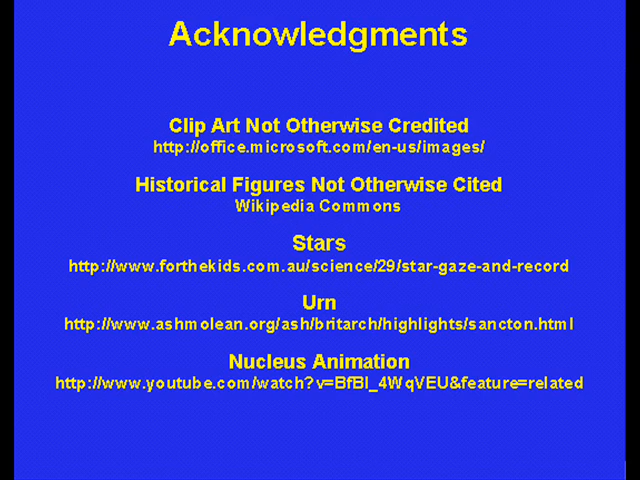 Acknowledgments
Clip Art Not Otherwise Credited
http://office.microsoft.com/en-us/images/
Historical Figures Not Otherwise Cited
Wikipedia Commons
Stars
http://www.forthekids.com.au/science/29/star-gaze-and-record
Urn
http://www.ashmolean.org/ash/britarch/highlights/sancton.html
Nucleus Animation
http://www.youtube.com/watch?v=BfBl_4WqVEU&feature=related